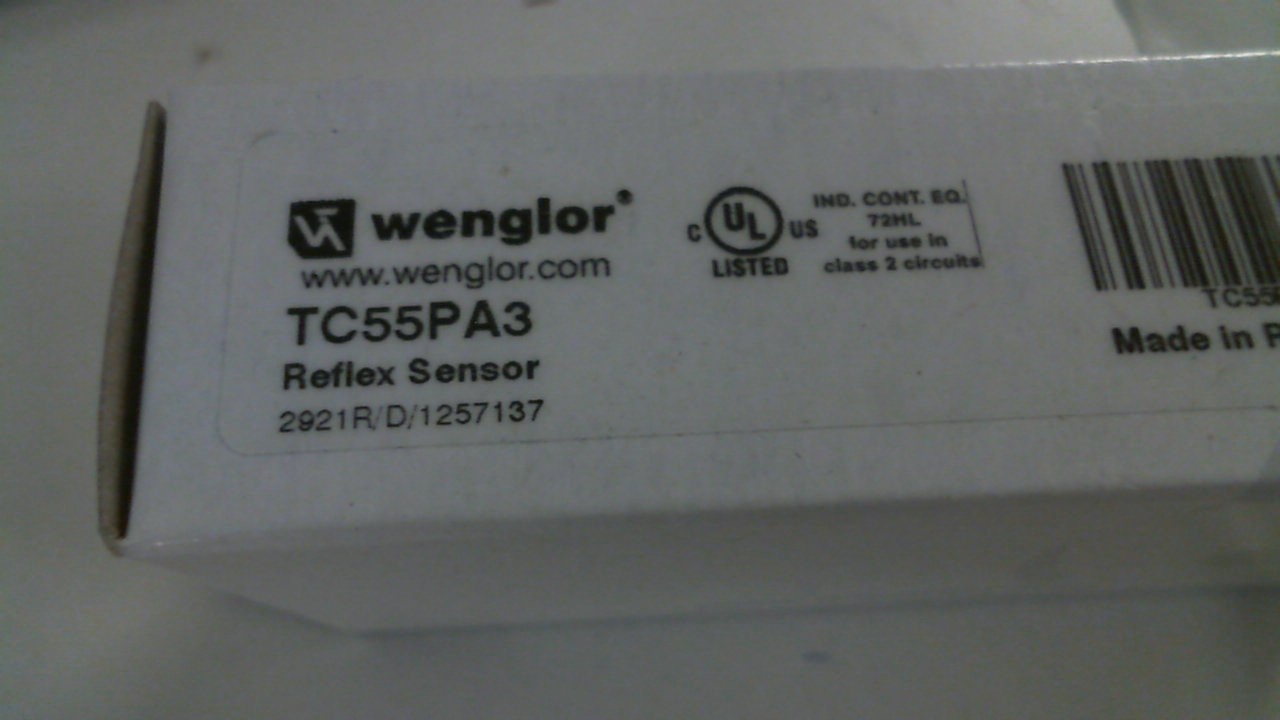 wenglor®
www.wenglor.com
TC55PA3
Reflex Sensor
2921R/D/1257137
C UL US
LISTED
IND. CONT. EQ.
72HL
for use in
class 2 circuits
TC55
Made in